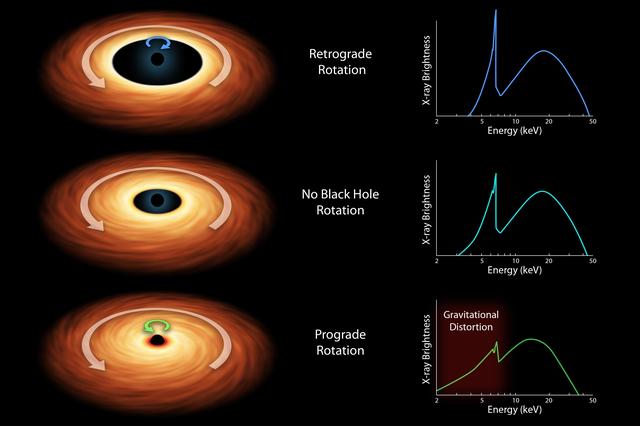 Retrograde
Rotation
X-ray Brightness
2 5 10 20 50
Energy (keV)
No Black Hole
Rotation
X-ray Brightness
2 5 10 20 50
Energy (keV)
Prograde
Rotation
Gravitational
Distortion
X-ray Brightness
2 5 10 20 50
Energy (keV)